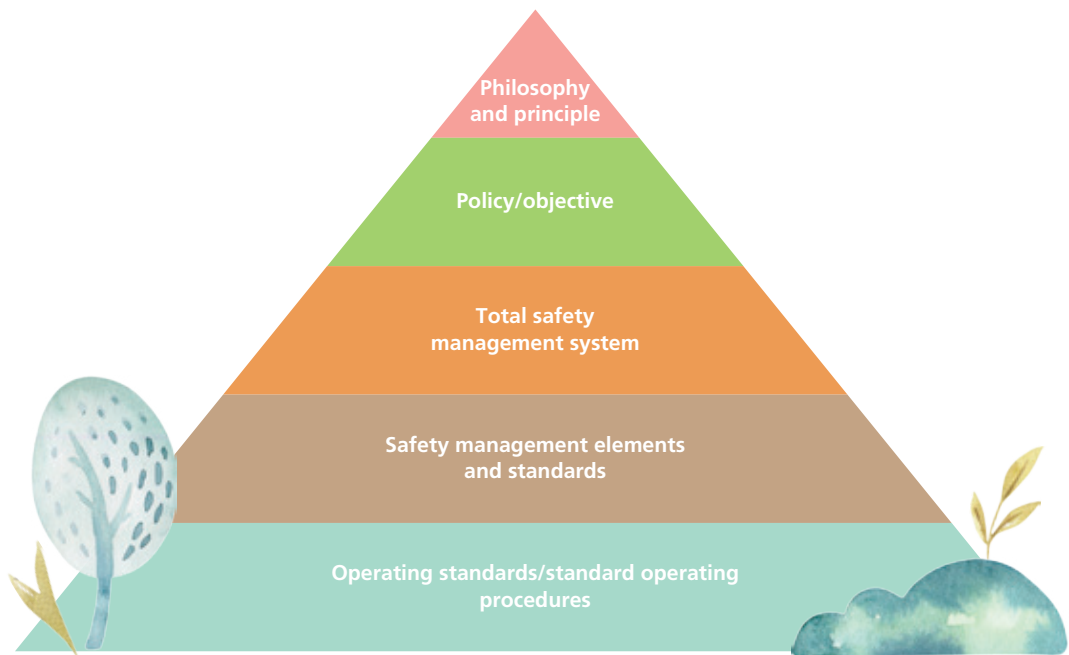 Philosophy
and principle
Policy/objective
Total safety
management system
Safety management elements
and standards
Operating standards/standard operating
procedures